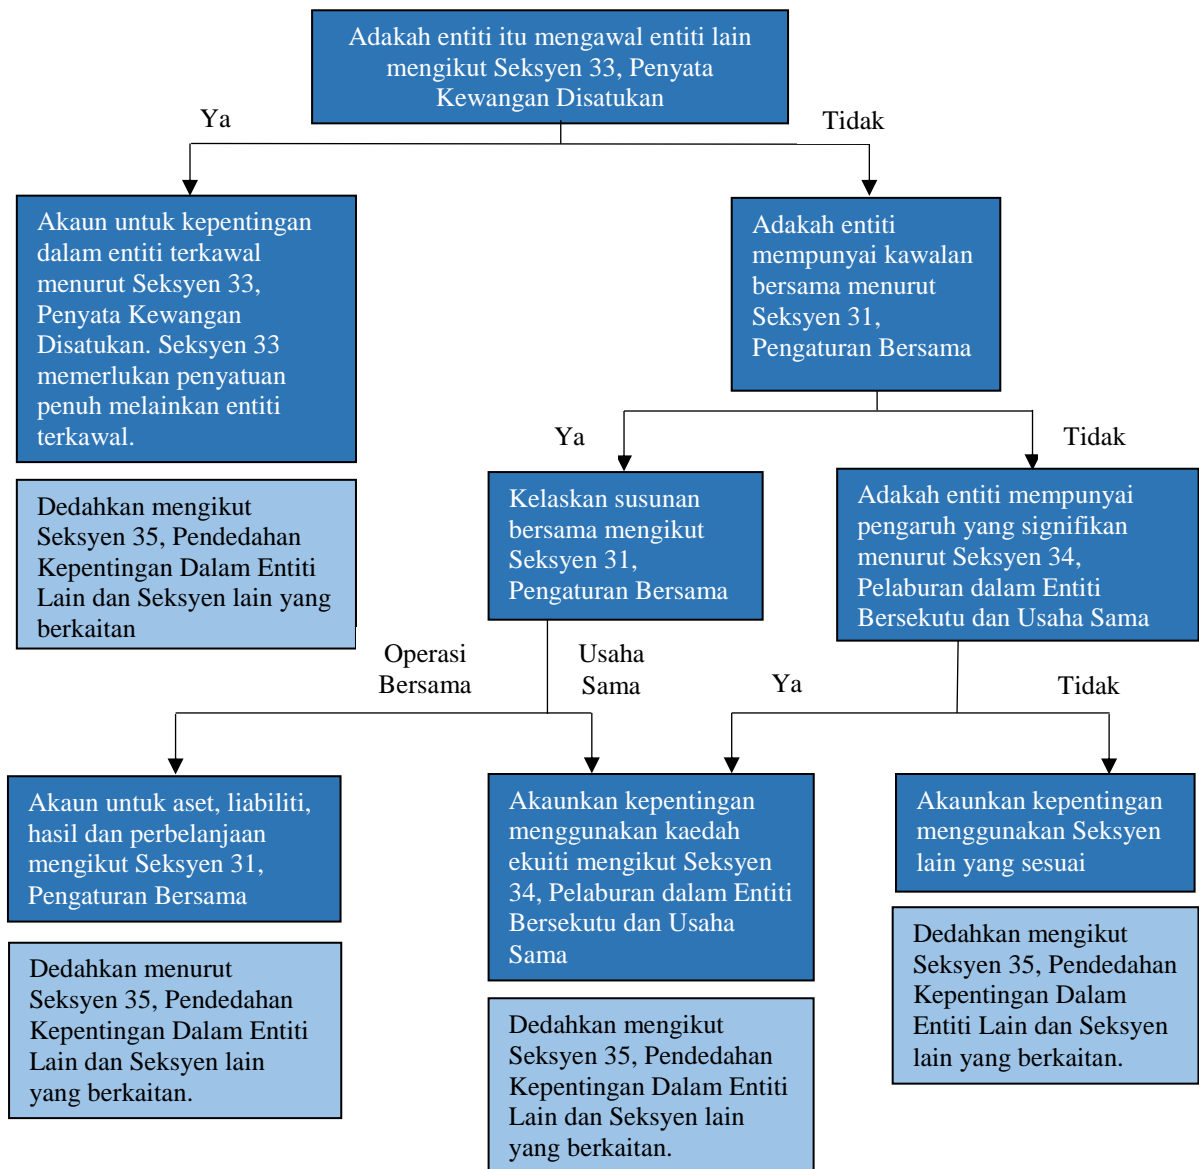 Adakah entiti itu mengawal entiti lain
mengikut Seksyen 33, Penyata
Kewangan Disatukan
Ya
Tidak
Akaun untuk kepentingan
dalam entiti terkawal
menurut Seksyen 33,
Penyata Kewangan
Disatukan. Seksyen 33
memerlukan penyatuan
penuh melainkan entiti
terkawal.
Dedahkan mengikut
Seksyen 35, Pendedahan
Kepentingan Dalam Entiti
Lain dan Seksyen lain yang
berkaitan
Adakah entiti
mempunyai kawalan
bersama menurut
Seksyen 31,
Pengaturan Bersama
Ya
Tidak
Kelaskan susunan
bersama mengikut
Seksyen 31,
Pengaturan Bersama
Adakah entiti mempunyai
pengaruh yang signifikan
menurut Seksyen 34,
Pelaburan dalam Entiti
Bersekutu dan Usaha Sama
Operasi
Bersama
Usaha
Sama
Ya
Tidak
Akaun untuk aset, liabiliti,
hasil dan perbelanjaan
mengikut Seksyen 31,
Pengaturan Bersama
Dedahkan menurut
Seksyen 35, Pendedahan
Kepentingan Dalam Entiti
Lain dan Seksyen lain
yang berkaitan.
Akaunkan kepentingan
menggunakan kaedah
ekuiti mengikut Seksyen
34, Pelaburan dalam Entiti
Bersekutu dan Usaha
Sama
Dedahkan mengikut
Seksyen 35, Pendedahan
Kepentingan Dalam Entiti
Lain dan Seksyen lain
yang berkaitan.
Akaunkan kepentingan
menggunakan Seksyen
lain yang sesuai
Dedahkan mengikut
Seksyen 35, Pendedahan
Kepentingan Dalam
Entiti Lain dan Seksyen
lain yang berkaitan.